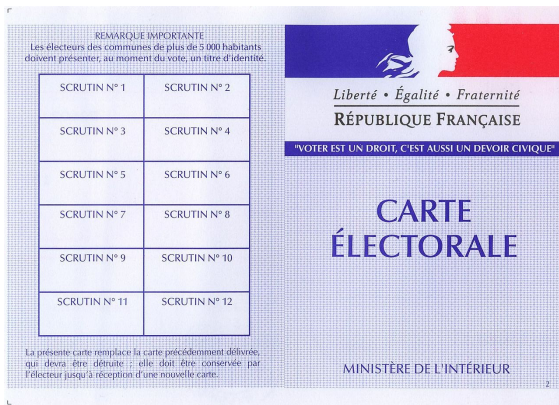 REMARQUE IMPORTANTE
Les électeurs des communes de plus de 5 000 habitants
doivent présenter, au moment du vote, un titre d'identité.
SCRUTIN N° 1 SCRUTIN N° 2
SCRUTIN N° 3 SCRUTIN N° 4
SCRUTIN N° 5 SCRUTIN N° 6
SCRUTIN N° 7 SCRUTIN N° 8
SCRUTIN N° 9 SCRUTIN N° 10
SCRUTIN N° 11 SCRUTIN N° 12
La présente carte remplace la carte précédemment délivrée,
qui devra être détruite ; elle doit être conservée par
l'électeur jusqu'à réception d'une nouvelle carte.
Liberté • Égalité • Fraternité
RÉPUBLIQUE FRANÇAISE
"VOTER EST UN DROIT, C'EST AUSSI UN DEVOIR CIVIQUE"
CARTE
ÉLECTORALE
MINISTÈRE DE L'INTÉRIEUR
2